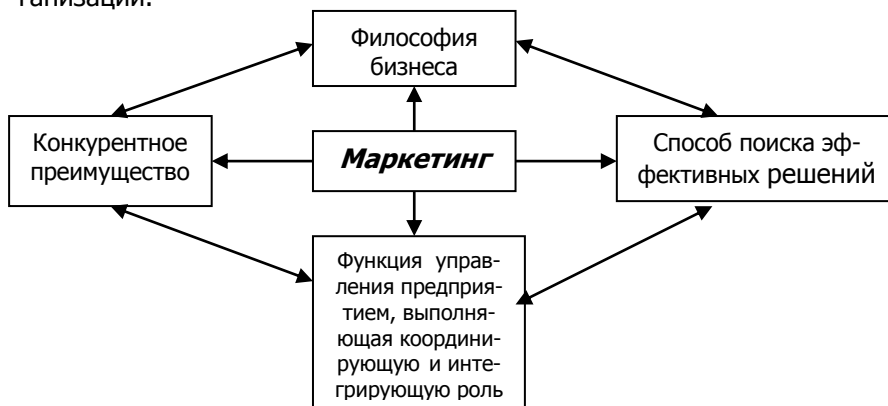 ганизации.
Философия
бизнеса
Конкурентное
преимущество
Маркетинг
Способ поиска эф-
фективных решений
Функция управ-
ления предприя-
тием, выполня-
ющая координи-
рующую и инте-
грирующую роль